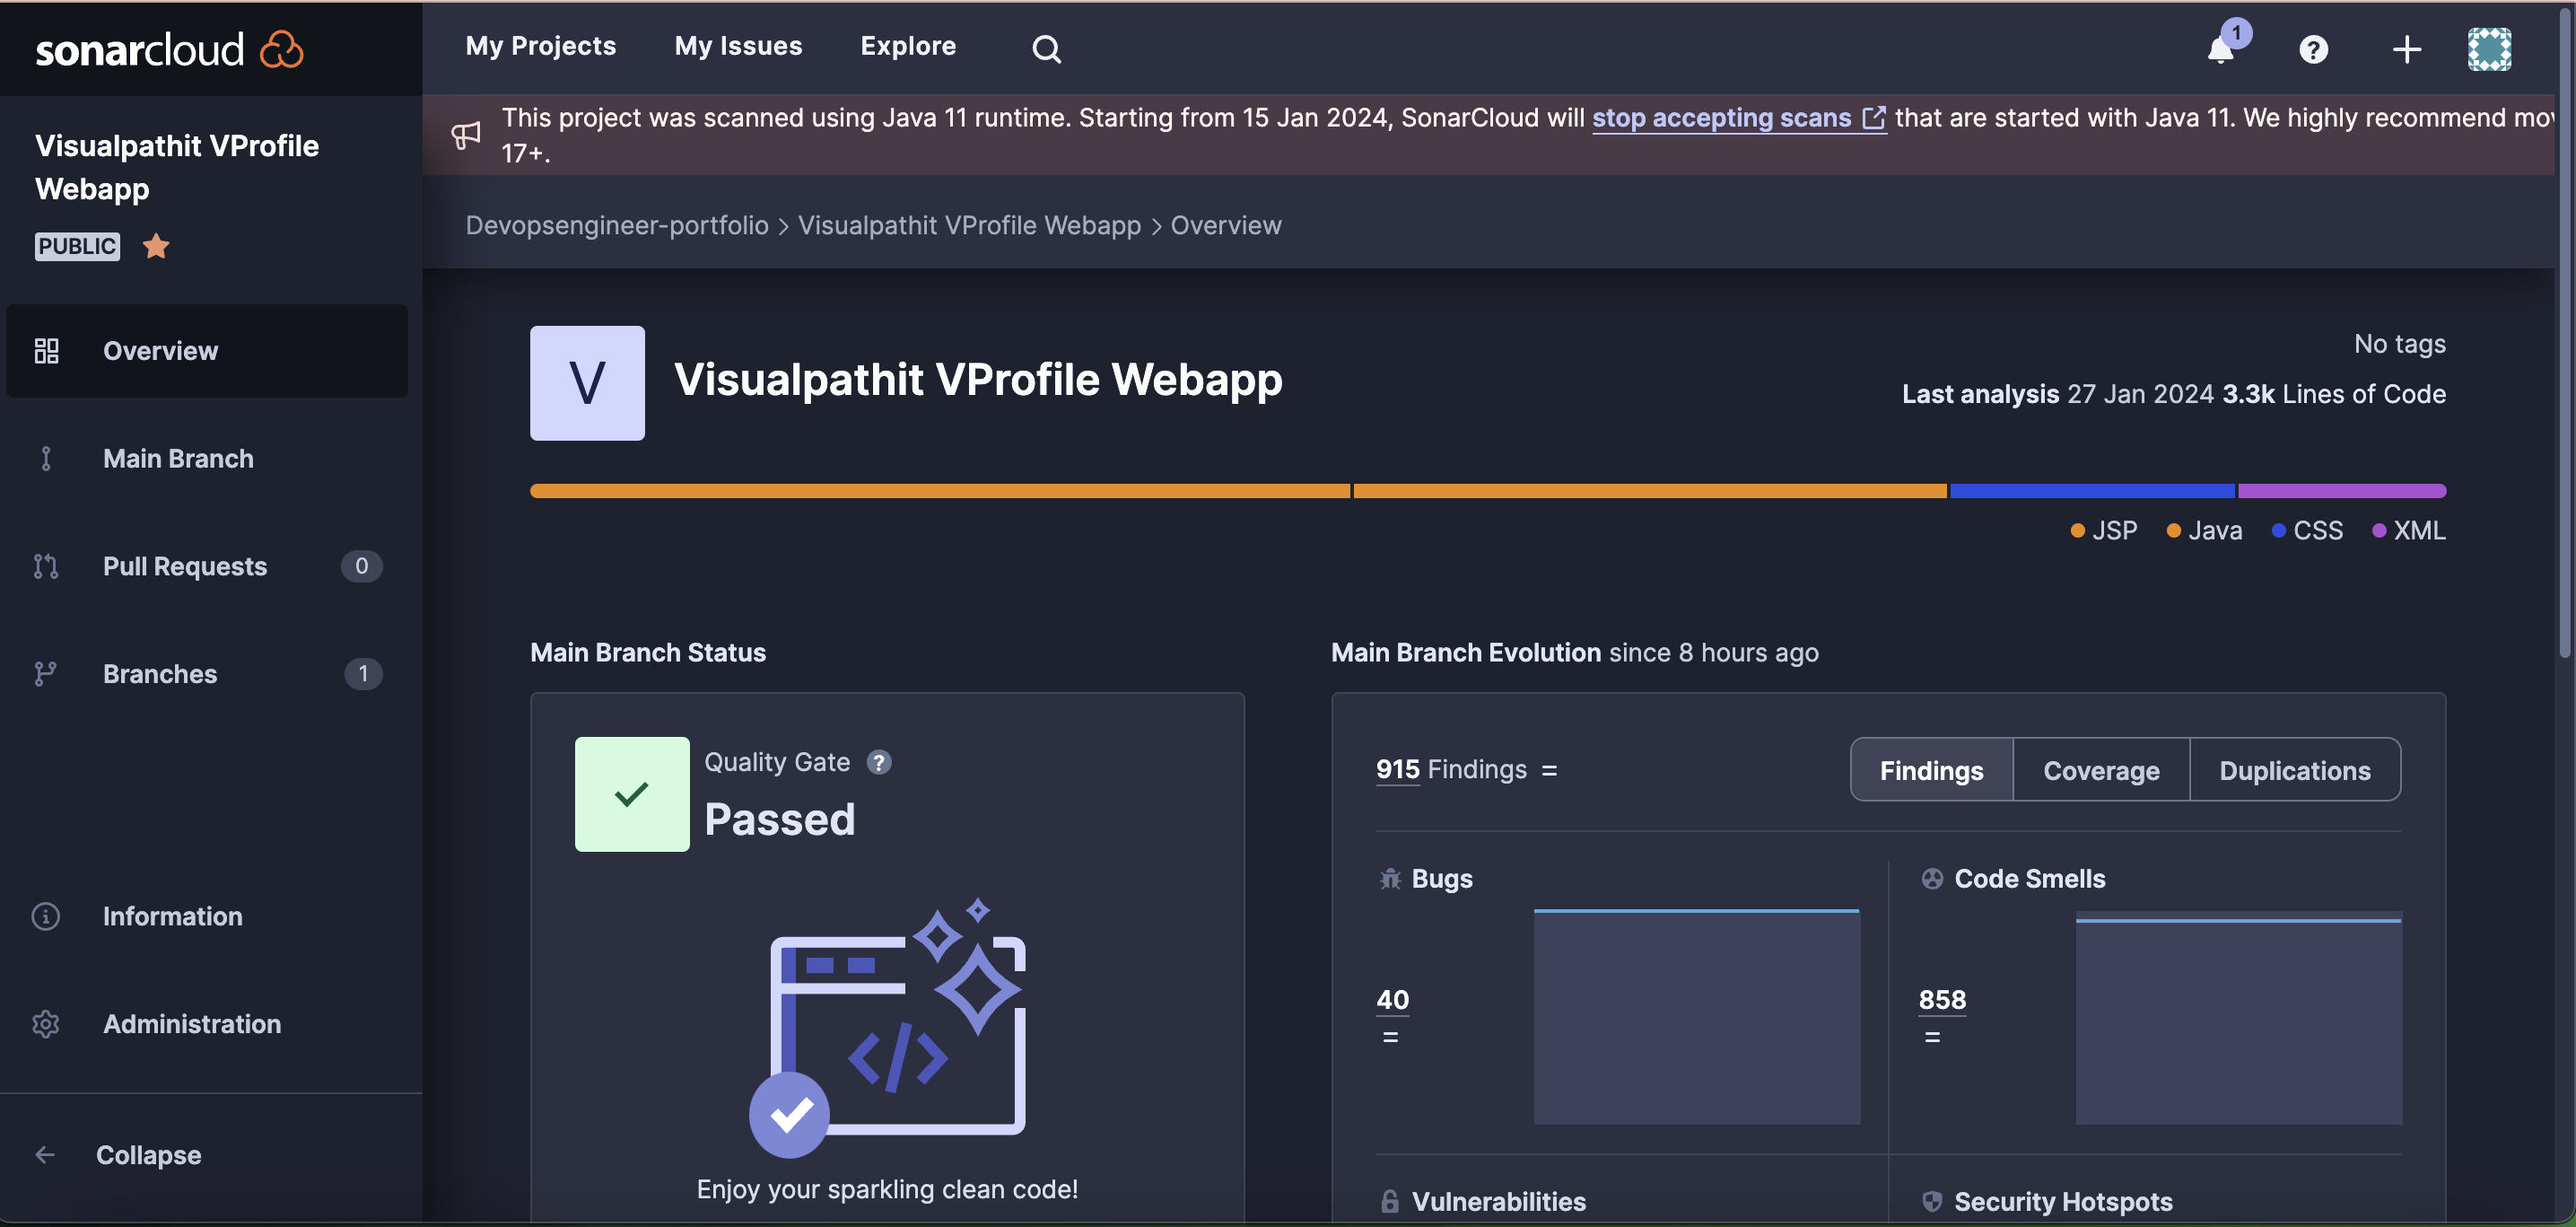 sonarcloud
My Projects My Issues Explore
1
This project was scanned using Java 11 runtime. Starting from 15 Jan 2024, SonarCloud will stop accepting scans that are started with Java 11. We highly recommend
17+.
Visualpathit VProfile
Webapp
PUBLIC
Overview
Main Branch
Pull Requests 0
Branches 1
Information
Administration
Collapse
Devopsengineer-portfolio > Visualpathit VProfile Webapp > Overview
V
Visualpathit VProfile Webapp
No tags
Last analysis 27 Jan 2024 3.3k Lines of Code
JSP Java CSS XML
Main Branch Status
Quality Gate ?
Passed
</>
Enjoy your sparkling clean code!
Main Branch Evolution since 8 hours ago
915 Findings =
Findings Coverage Duplications
Bugs
40
=
Code Smells
858
=
Vulnerabilities
Security Hotspots